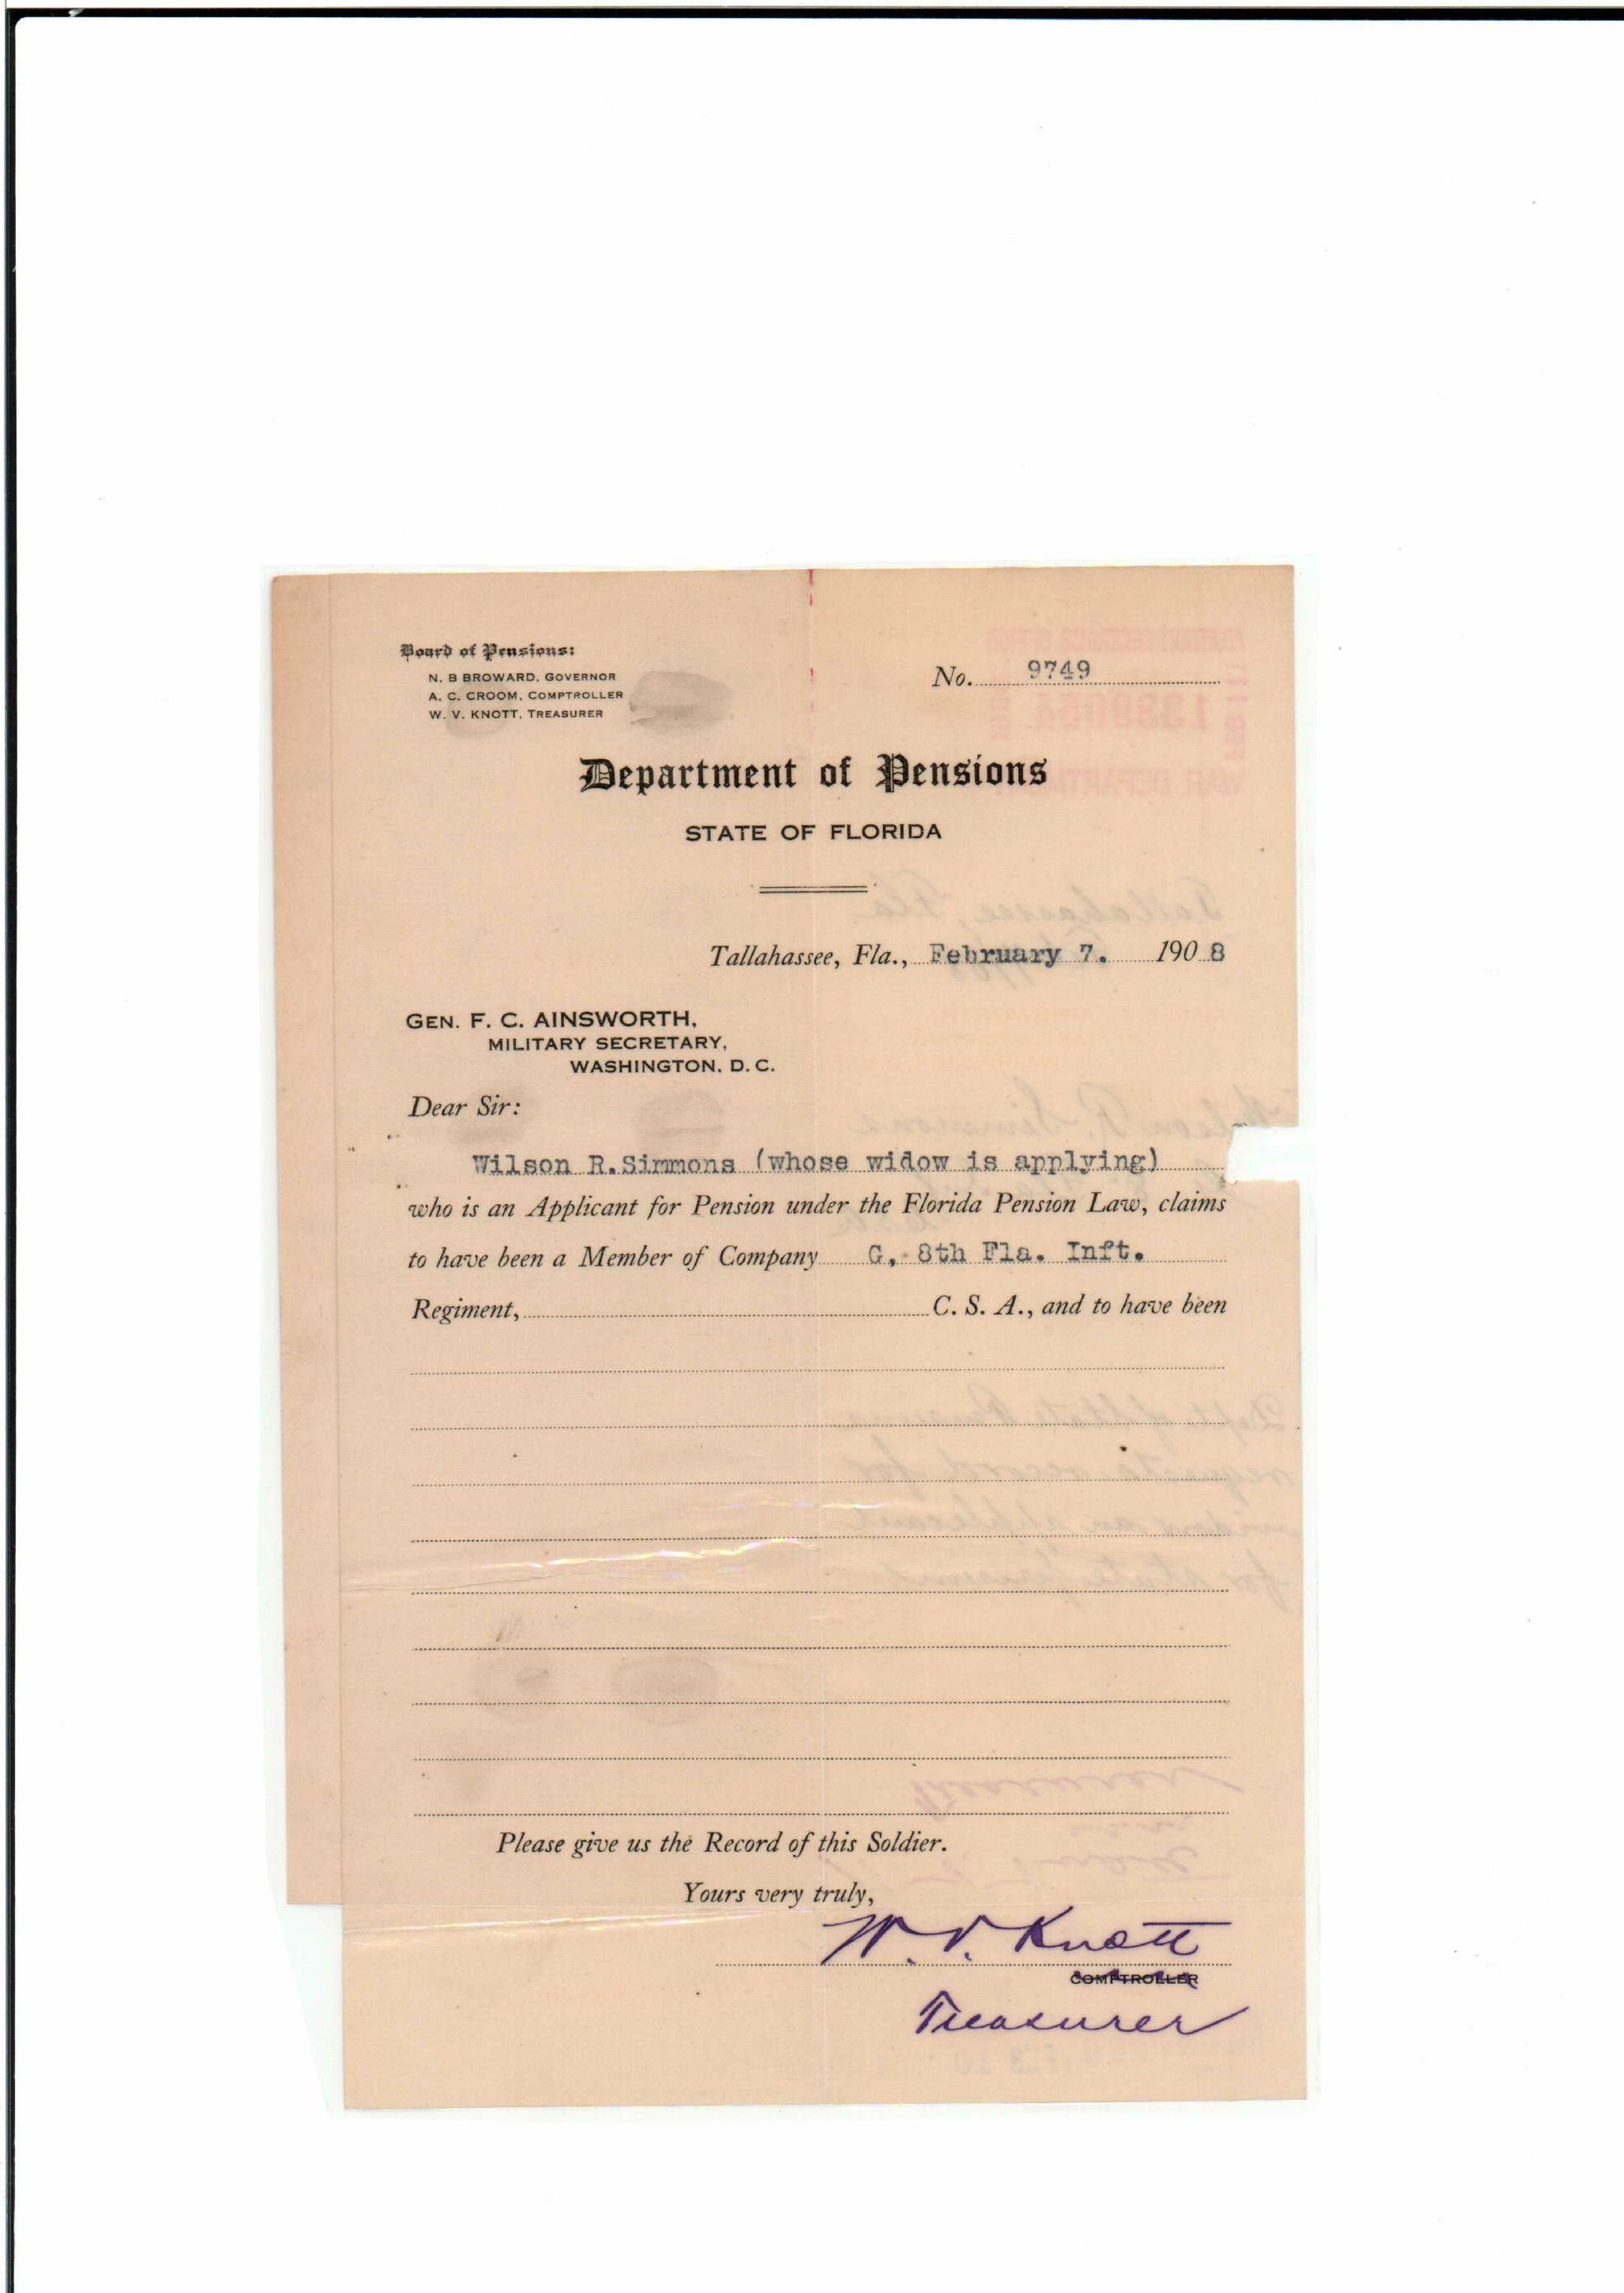 Board of Pensions:
N. B BROWARD, GOVERNOR
A. C. CROOM, COMPTROLLER
W. V. KNOTT, TREASURER
No. 9749
Department of Pensions
STATE OF FLORIDA
Tallahassee, Fla., February 7. 1908
GEN. F. C. AINSWORTH,
MILITARY SECRETARY,
WASHINGTON, D. C.
Dear Sir:
Wilson R.Simmons (whose widow is applying)
who is an Applicant for Pension under the Florida Pension Law, claims
to have been a Member of Company G, 8th Fla. Inft.
Regiment, C. S. A., and to have been
Please give us the Record of this Soldier.
Yours very truly,
W. V. Knott
COMPTROLLER
Treasurer